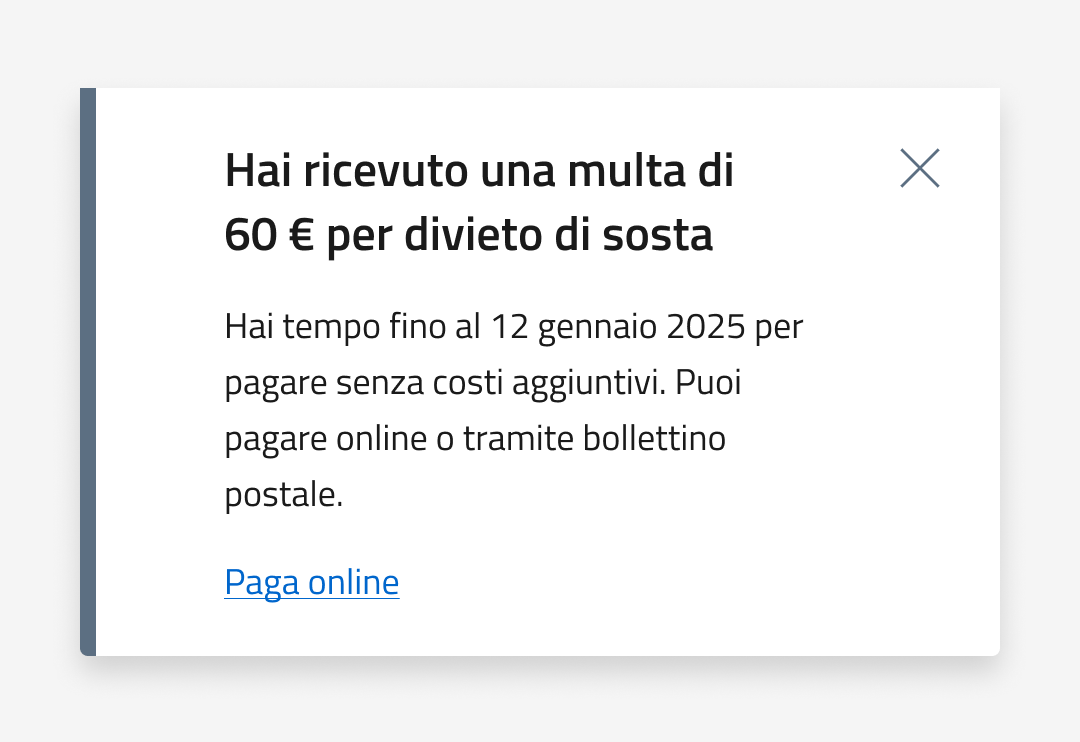 Hai ricevuto una multa di
60 € per divieto di sosta
Hai tempo fino al 12 gennaio 2025 per
pagare senza costi aggiuntivi. Puoi
pagare online o tramite bollettino
postale.
Paga online